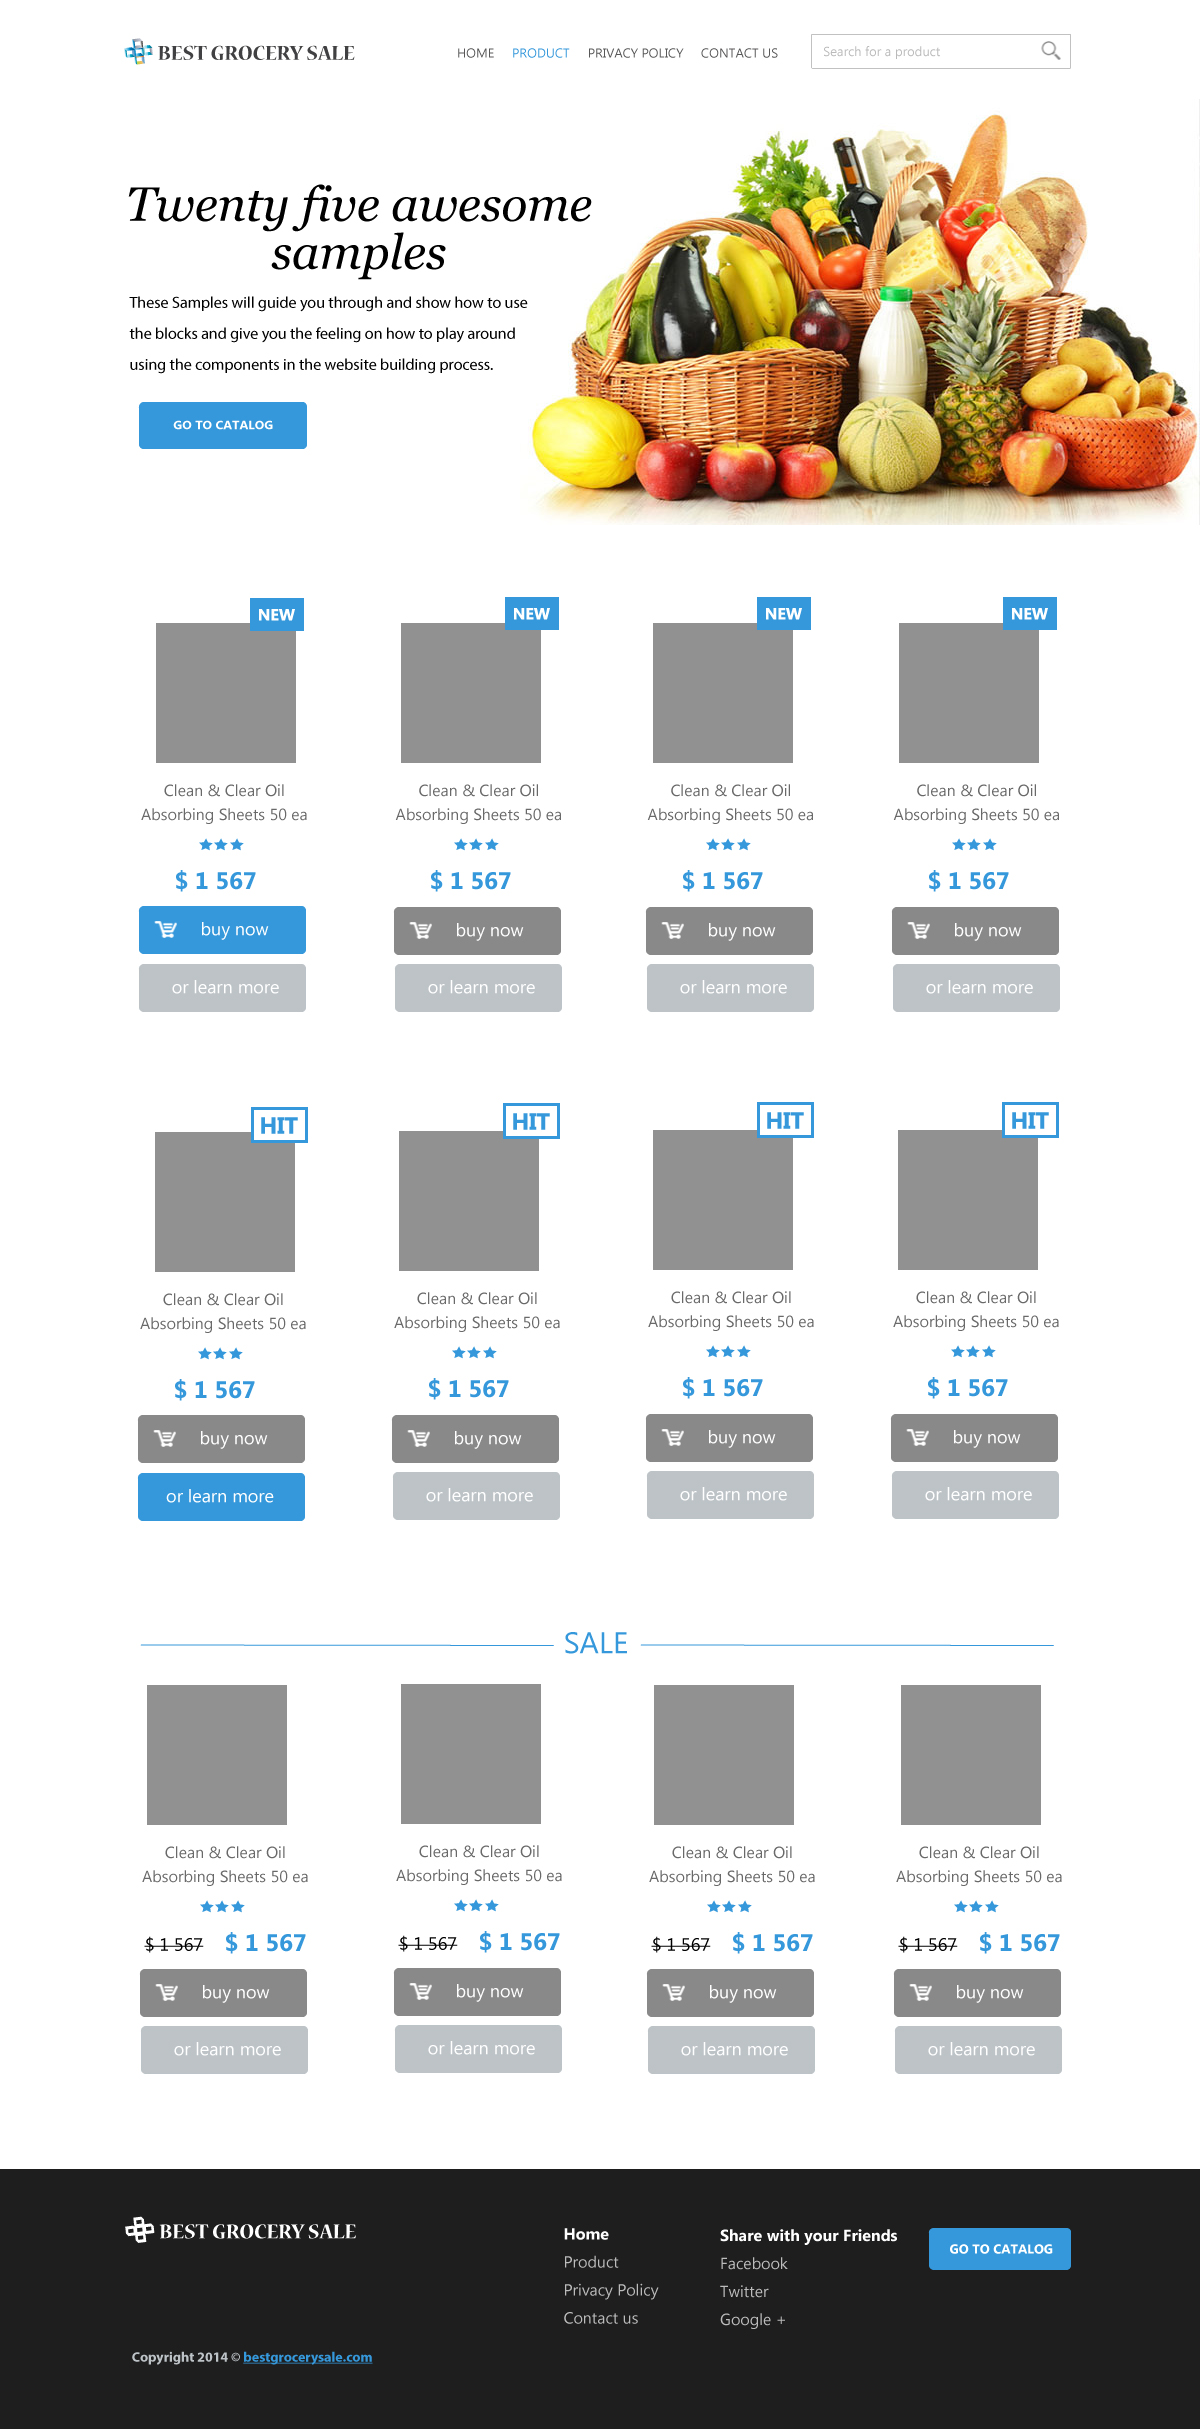 BEST GROCERY SALE
HOME PRODUCT PRIVACY POLICY CONTACT US
Search for a product
Twenty five awesome
samples
These Samples will guide you through and show how to use
the blocks and give you the feeling on how to play around
using the components in the website building process.
GO TO CATALOG
NEW NEW NEW NEW
Clean & Clear Oil Clean & Clear Oil Clean & Clear Oil Clean & Clear Oil
Absorbing Sheets 50 ea Absorbing Sheets 50 ea Absorbing Sheets 50 ea Absorbing Sheets 50 ea
$ 1 567 $ 1 567 $ 1 567 $ 1 567
buy now buy now buy now buy now
or learn more or learn more or learn more or learn more
HIT HIT HIT HIT
Clean & Clear Oil Clean & Clear Oil Clean & Clear Oil Clean & Clear Oil
Absorbing Sheets 50 ea Absorbing Sheets 50 ea Absorbing Sheets 50 ea Absorbing Sheets 50 ea
$ 1 567 $ 1 567 $ 1 567 $ 1 567
buy now buy now buy now buy now
or learn more or learn more or learn more or learn more
SALE
Clean & Clear Oil Clean & Clear Oil Clean & Clear Oil Clean & Clear Oil
Absorbing Sheets 50 ea Absorbing Sheets 50 ea Absorbing Sheets 50 ea Absorbing Sheets 50 ea
$ 1 567 $ 1 567 $ 1 567 $ 1 567 $ 1 567 $ 1 567 $ 1 567 $ 1 567
buy now buy now buy now buy now
or learn more or learn more or learn more or learn more
BEST GROCERY SALE
Home
Product
Privacy Policy
Contact us
Share with your Friends
Facebook
Twitter
Google +
GO TO CATALOG
Copyright 2014 © bestgrocerysale.com